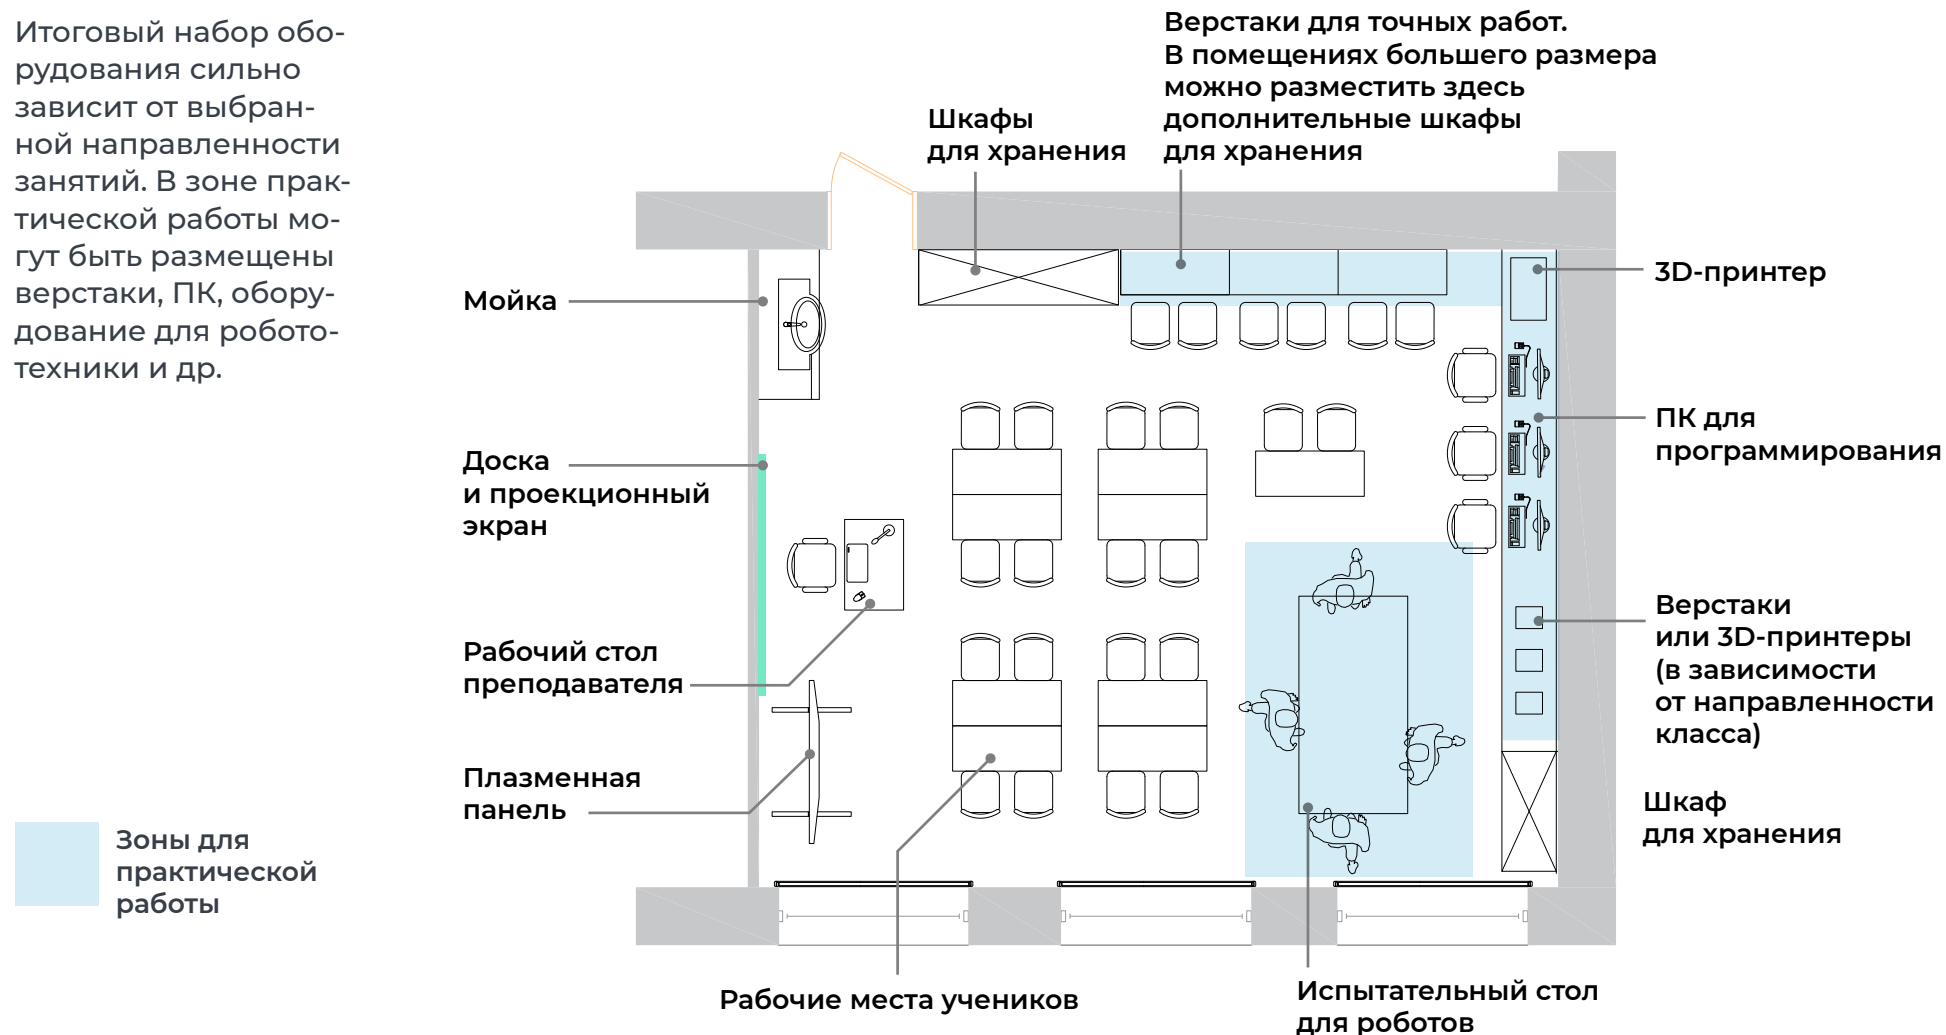 Итоговый набор обо-
рудования сильно
зависит от выбран-
ной направленности
занятий. В зоне прак-
тической работы мо-
гут быть размещены
верстаки, ПК, обору-
дование для робото-
техники и др.
Верстаки для точных работ.
В помещениях большего размера
можно разместить здесь
дополнительные шкафы
для хранения
Шкафы
для хранения
Мойка
3D-принтер
Доска
и проекционный
экран
ПК для
программирования
Рабочий стол
преподавателя
Верстаки
или 3D-принтеры
(в зависимости
от направленности
класса)
Плазменная
панель
Шкаф
для хранения
Зоны для
практической
работы
Рабочие места учеников
Испытательный стол
для роботов